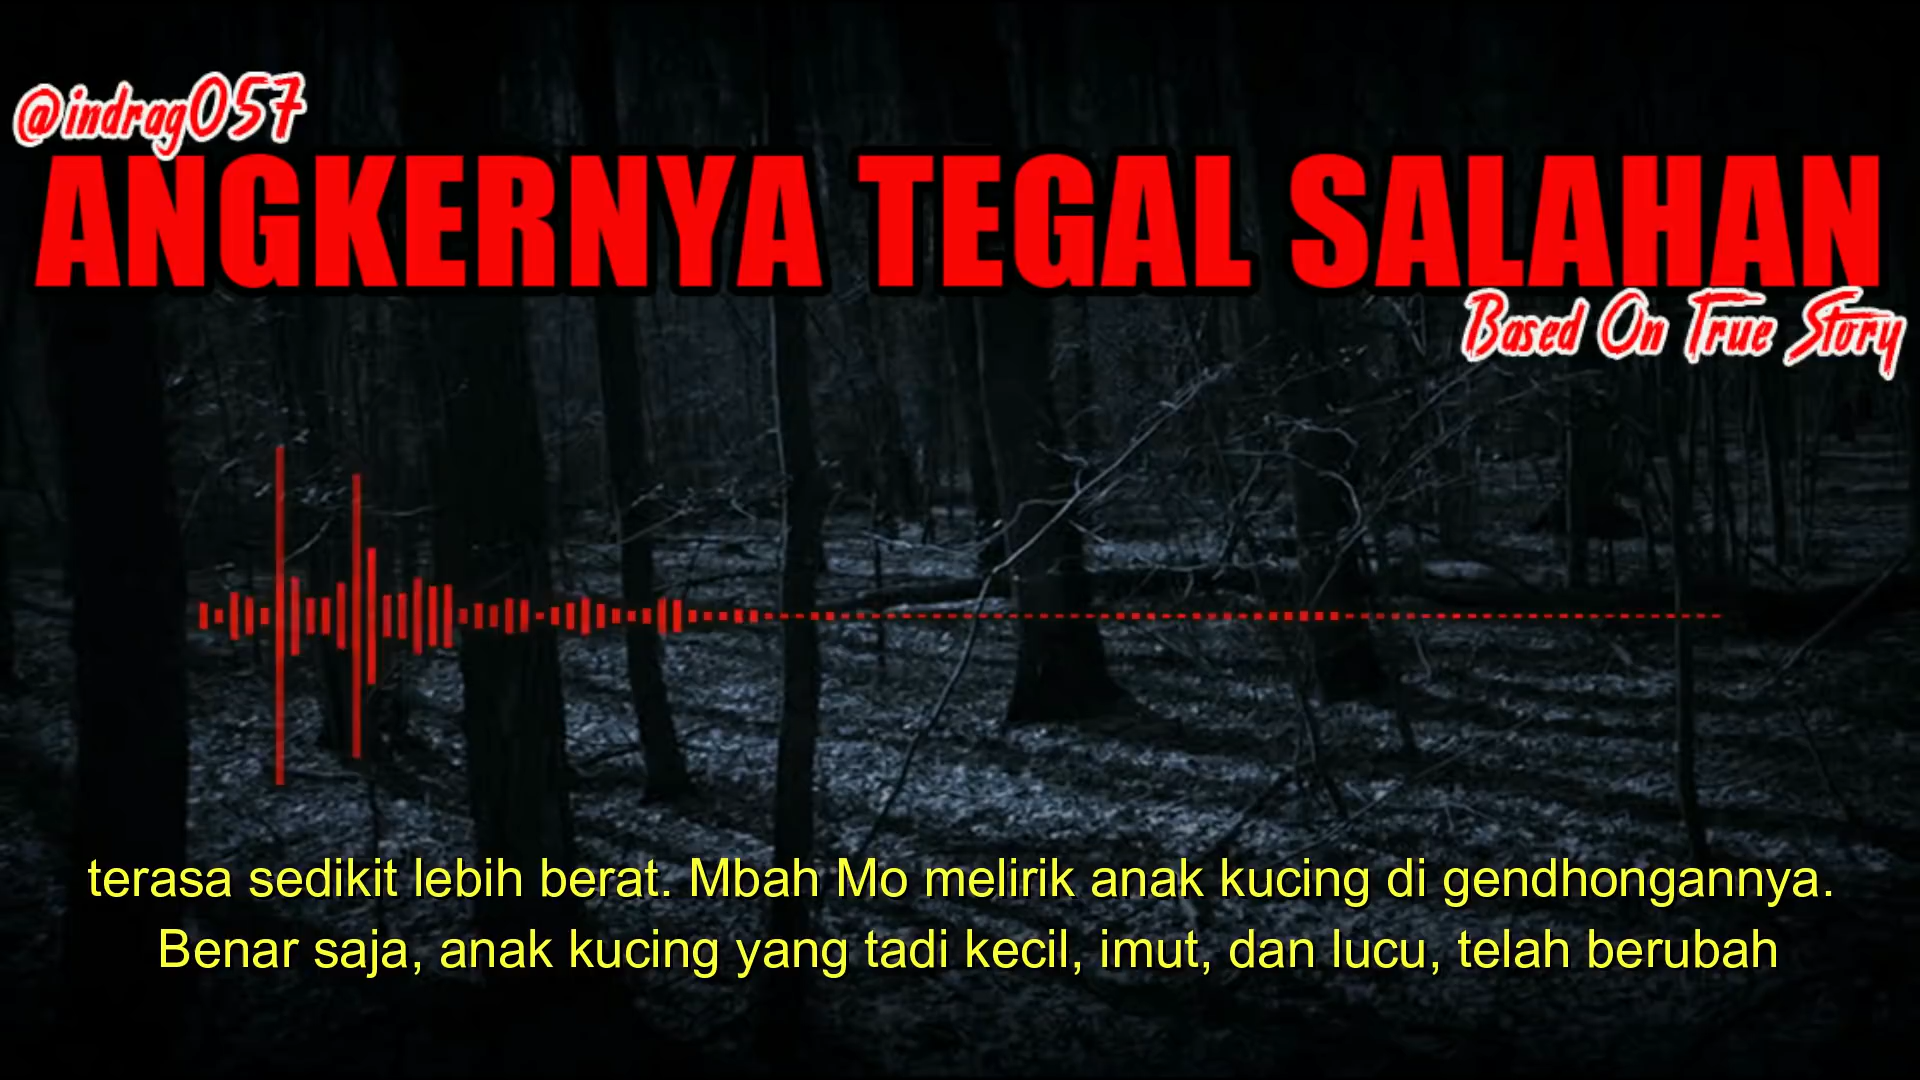 @indrag057
ANGKERNYA TEGAL SALAHAN
Based On True Story
terasa sedikit lebih berat. Mbah Mo melirik anak kucing di gendhongannya.
Benar saja, anak kucing yang tadi kecil, imut, dan lucu, telah berubah